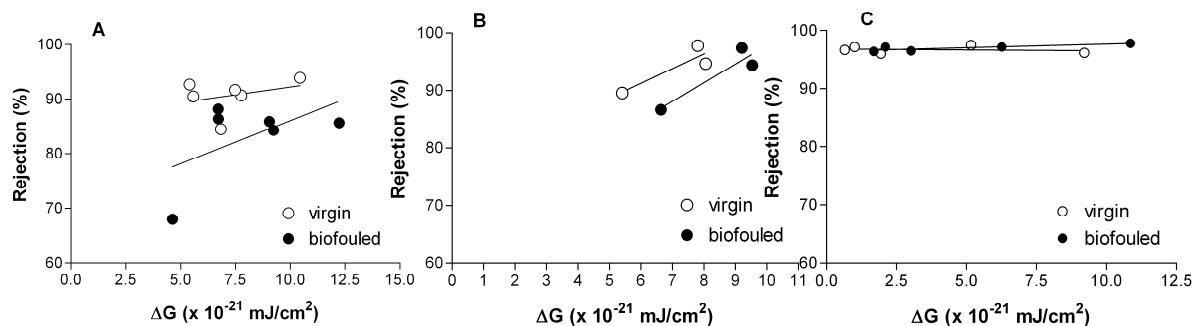 A
Rejection (%)
100
90
80
70
60
0.0 2.5 5.0 7.5 10.0 12.5 15.0
virgin
biofouled
ΔG (x 10⁻²¹ mJ/cm²)
B
Rejection (%)
100
90
80
70
60
0 1 2 3 4 5 6 7 8 9 10 11
virgin
biofouled
ΔG (x 10⁻²¹ mJ/cm²)
C
Rejection (%)
100
90
80
70
60
0.0 2.5 5.0 7.5 10.0 12.5
virgin
biofouled
ΔG (x 10⁻²¹ mJ/cm²)